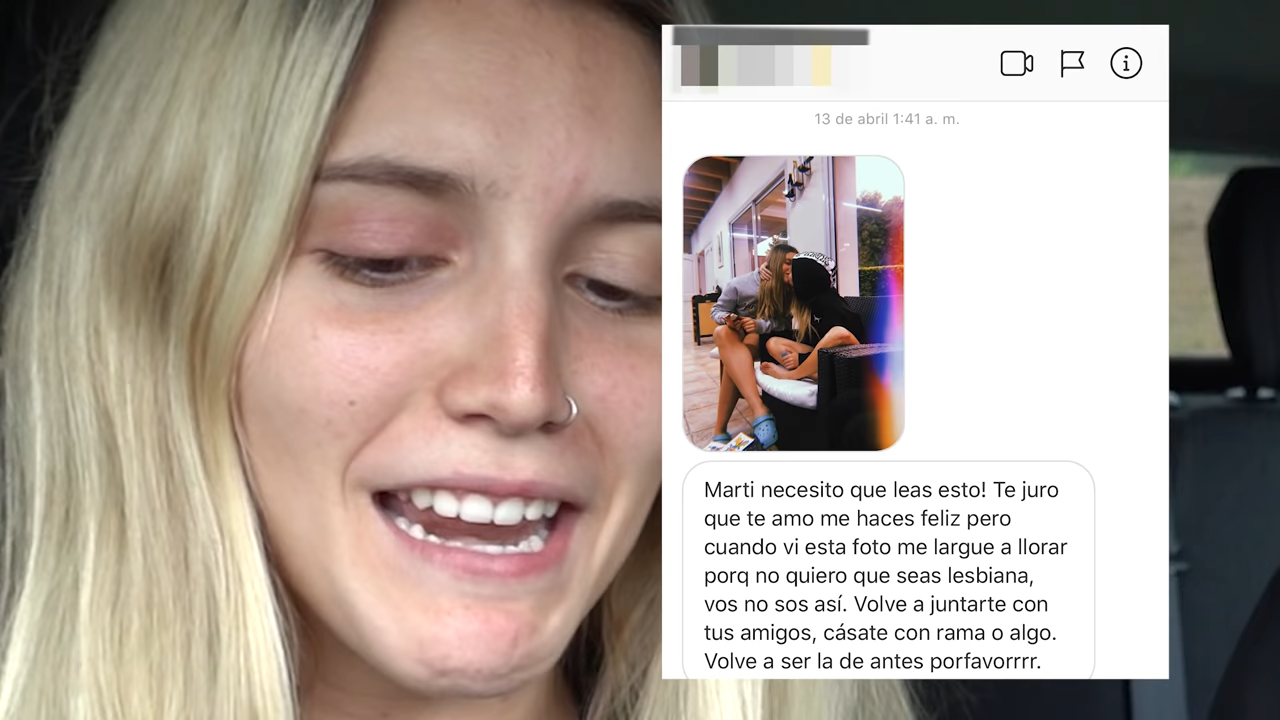 13 de abril 1:41 a. m.
Marti necesito que leas esto! Te juro
que te amo me haces feliz pero
cuando vi esta foto me largue a llorar
porq no quiero que seas lesbiana,
vos no sos así. Volve a juntarte con
tus amigos, cásate con rama o algo.
Volve a ser la de antes porfavorrrr.